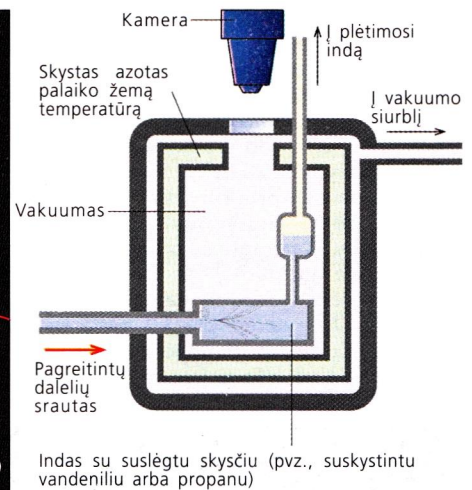 Kamera
Į plėtimosi
indą
Skystas azotas
palaiko žemą
temperatūrą
Į vakuumo
siurblį
Vakuumas
Pagreitintų
dalelių
srautas
Indas su suslėgtu skysčiu (pvz., suskystintu
vandeniliu arba propanu)